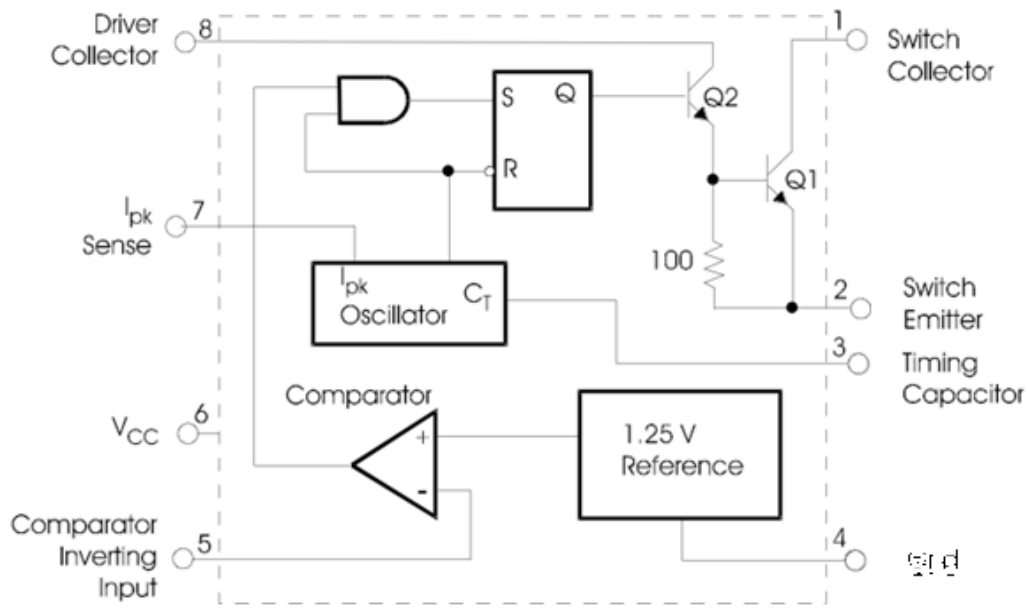 Driver
Collector
8
1
Switch
Collector
S
Q
Q2
R
Q1
Ipk
Sense
7
100
Ipk
Oscillator
CT
2
Switch
Emitter
3
Timing
Capacitor
Comparator
+
-
1.25 V
Reference
VCC
6
Comparator
Inverting
Input
5
4
gnd